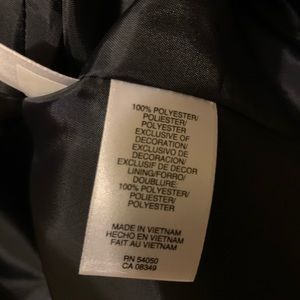 100% POLYESTER/
POLIESTER/
POLYESTER
EXCLUSIVE OF
DECORATION/
EXCLUSIVO DE
DECORACION/
EXCLUSIF DE DECOR
LINING/FORRO/
DOUBLURE:
100% POLYESTER/
POLIESTER/
POLYESTER
MADE IN VIETNAM
HECHO EN VIETNAM
FAIT AU VIETNAM
RN 54050
CA 08349